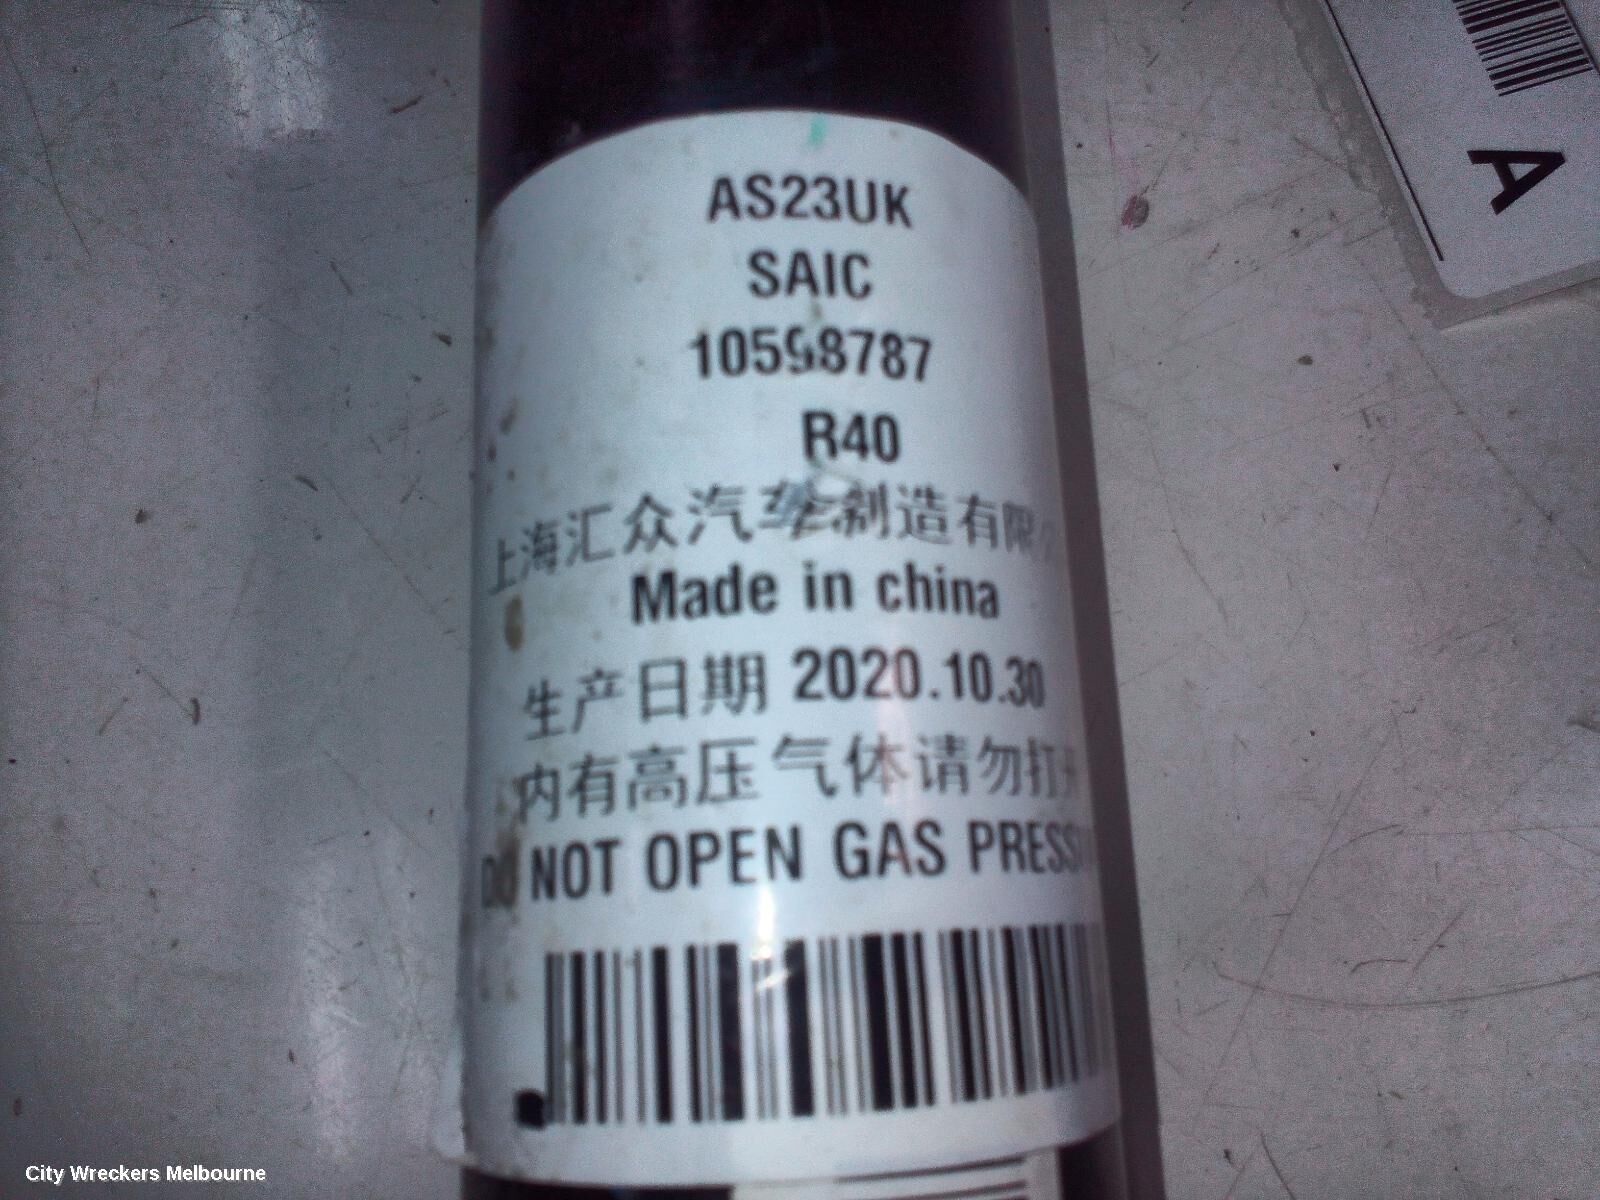 AS23UK
SAIC
10598787
R40
上海汇众汽车制造有限
Made in china
生产日期 2020.10.30
内有高压气体请勿打开
DO NOT OPEN GAS
A
City Wreckers Melbourne